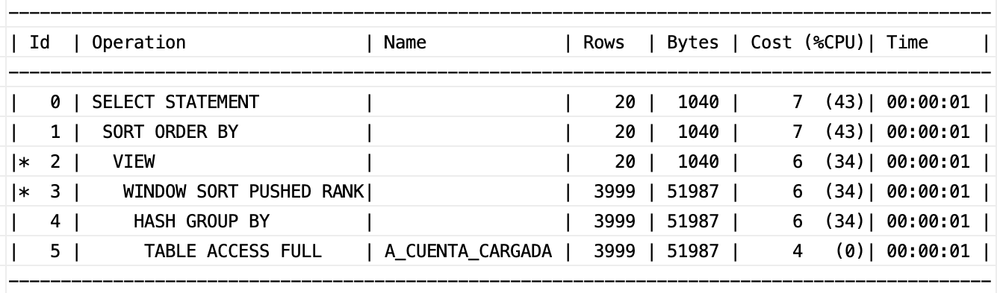 --------------------------------------------------------------------------------------------
| Id  | Operation                | Name            | Rows  | Bytes | Cost (%CPU)| Time     |
--------------------------------------------------------------------------------------------
|   0 | SELECT STATEMENT         |                 |    20 |  1040 |     7  (43)| 00:00:01 |
|   1 |  SORT ORDER BY           |                 |    20 |  1040 |     7  (43)| 00:00:01 |
|*  2 |   VIEW                   |                 |    20 |  1040 |     6  (34)| 00:00:01 |
|*  3 |    WINDOW SORT PUSHED RANK|                 |  3999 | 51987 |     6  (34)| 00:00:01 |
|   4 |     HASH GROUP BY        |                 |  3999 | 51987 |     6  (34)| 00:00:01 |
|   5 |      TABLE ACCESS FULL   | A_CUENTA_CARGADA |  3999 | 51987 |     4   (0)| 00:00:01 |
--------------------------------------------------------------------------------------------